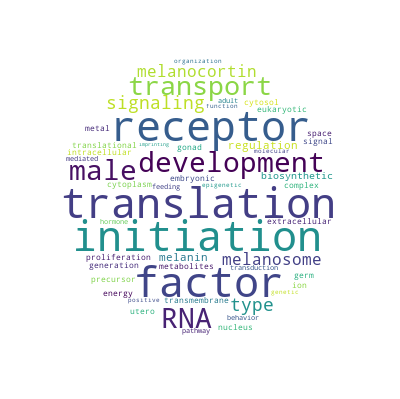 organization
melanocortin
transport
adult cytosol
signaling function eukaryotic
receptor
metal space
translational gonad regulation signal
intracellular imprinting molecular
mediated male development
feeding
embryonic biosynthetic
cytoplasm epigenetic complex
translation
hormone extracellular
initiation
proliferation melanin melanosome
generation metabolites transduction
factor germ
precursor ion
energy genetic
positive transmembrane type
utero RNA behavior
nucleus
pathway